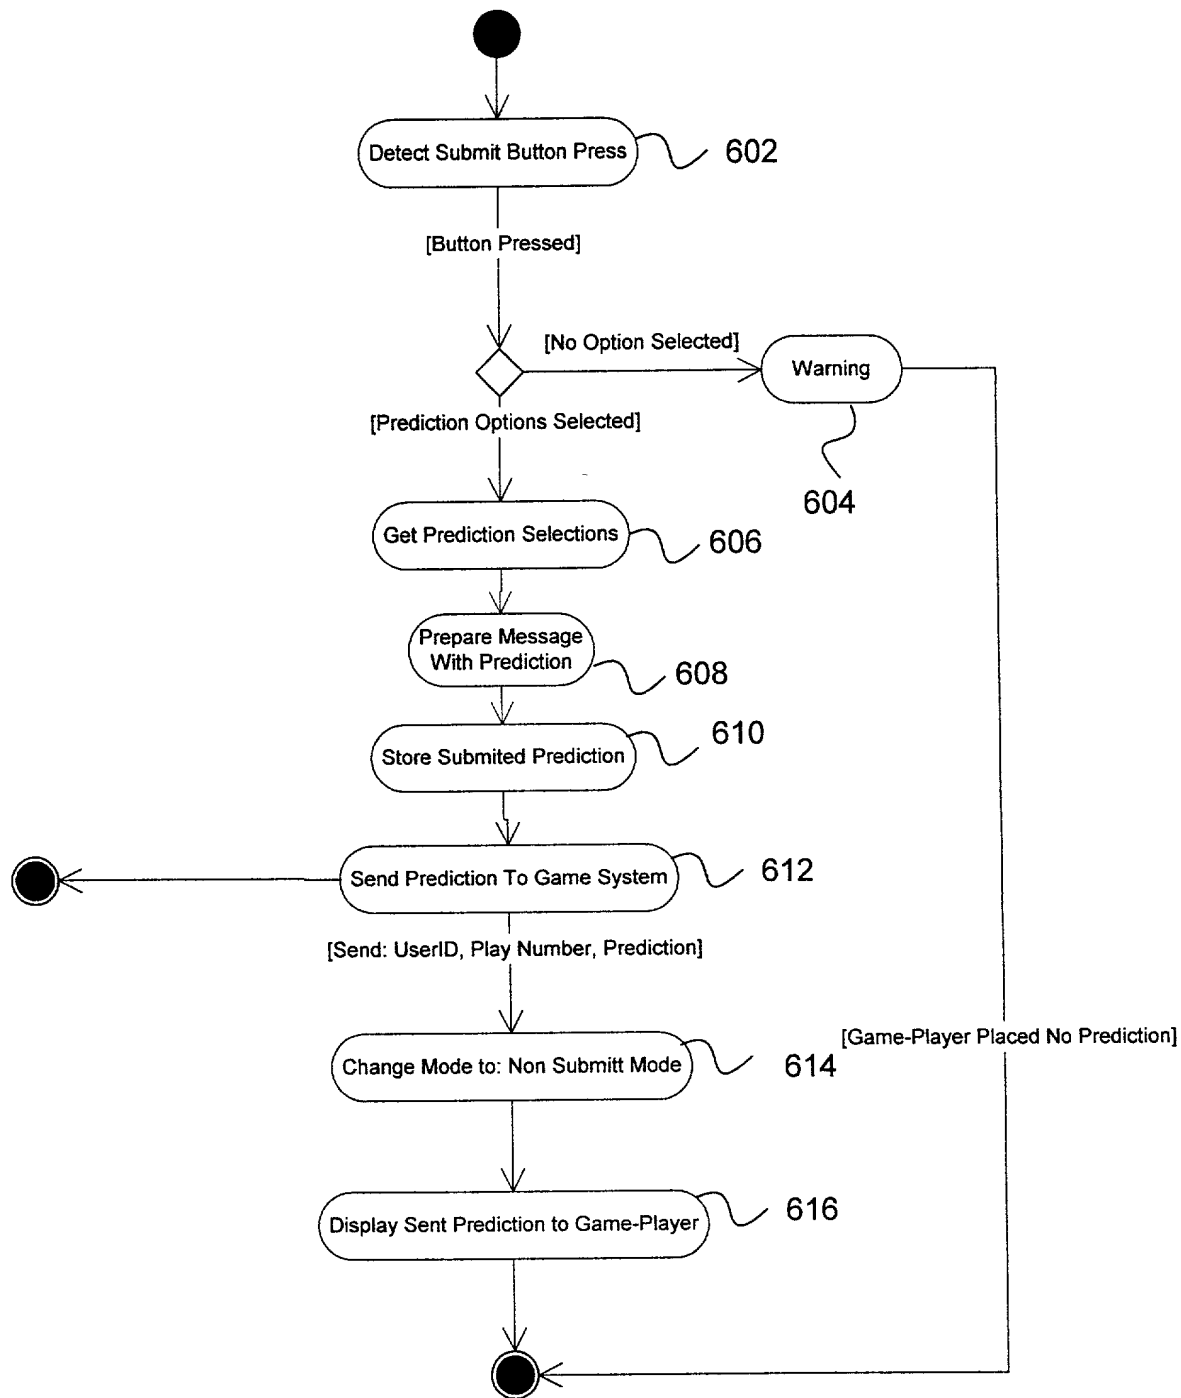 Detect Submit Button Press
602
[Button Pressed]
[No Option Selected]
Warning
604
[Prediction Options Selected]
Get Prediction Selections
606
Prepare Message
With Prediction
608
Store Submited Prediction
610
Send Prediction To Game System
612
[Send: UserID, Play Number, Prediction]
[Game-Player Placed No Prediction]
Change Mode to: Non Submitt Mode
614
Display Sent Prediction to Game-Player
616